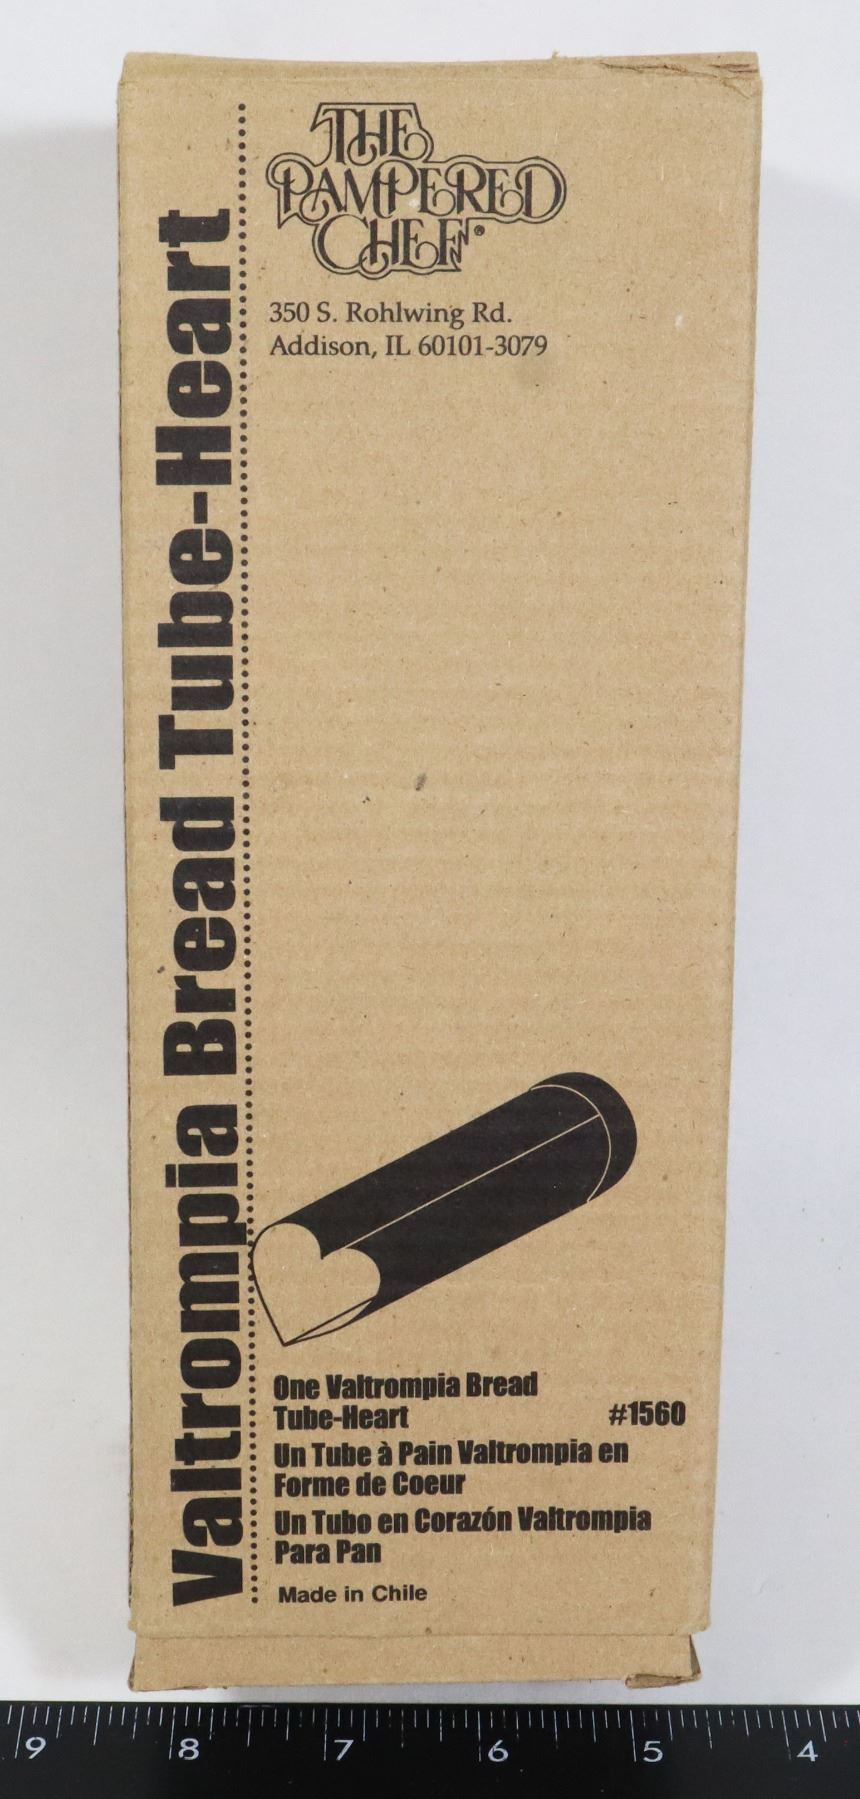 THE
PAMPERED
CHEF®
350 S. Rohlwing Rd.
Addison, IL 60101-3079
Valtrompia Bread Tube-Heart
One Valtrompia Bread
Tube-Heart #1560
Un Tube à Pain Valtrompia en
Forme de Coeur
Un Tubo en Corazón Valtrompia
Para Pan
Made in Chile
9 8 7 6 5 4